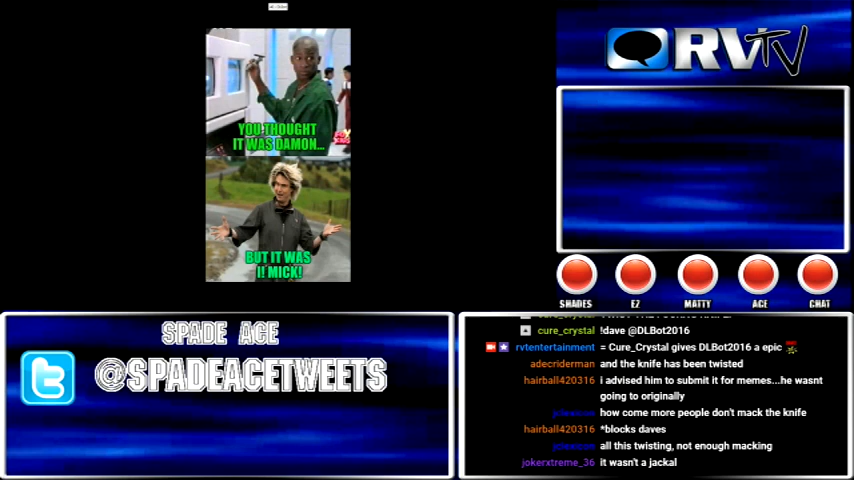 RVTV
YOU THOUGHT
IT WAS DAMON...
BUT IT WAS
I! MICK!
SHADES
EZ
MATTY
ACE
CHAT
SPADE ACE
@SPADEACETWEETS
cure_crystal
cure_crystal !dave @DLBot2016
rvtentertainment = Cure_Crystal gives DLBot2016 a epic
adecriderman and the knife has been twisted
hairball420316 i advised him to submit it for memes...he wasnt
going to originally
how come more people don't mack the knife
hairball420316 *blocks daves
all this twisting, not enough macking
jokerxtreme_36 it wasn't a jackal